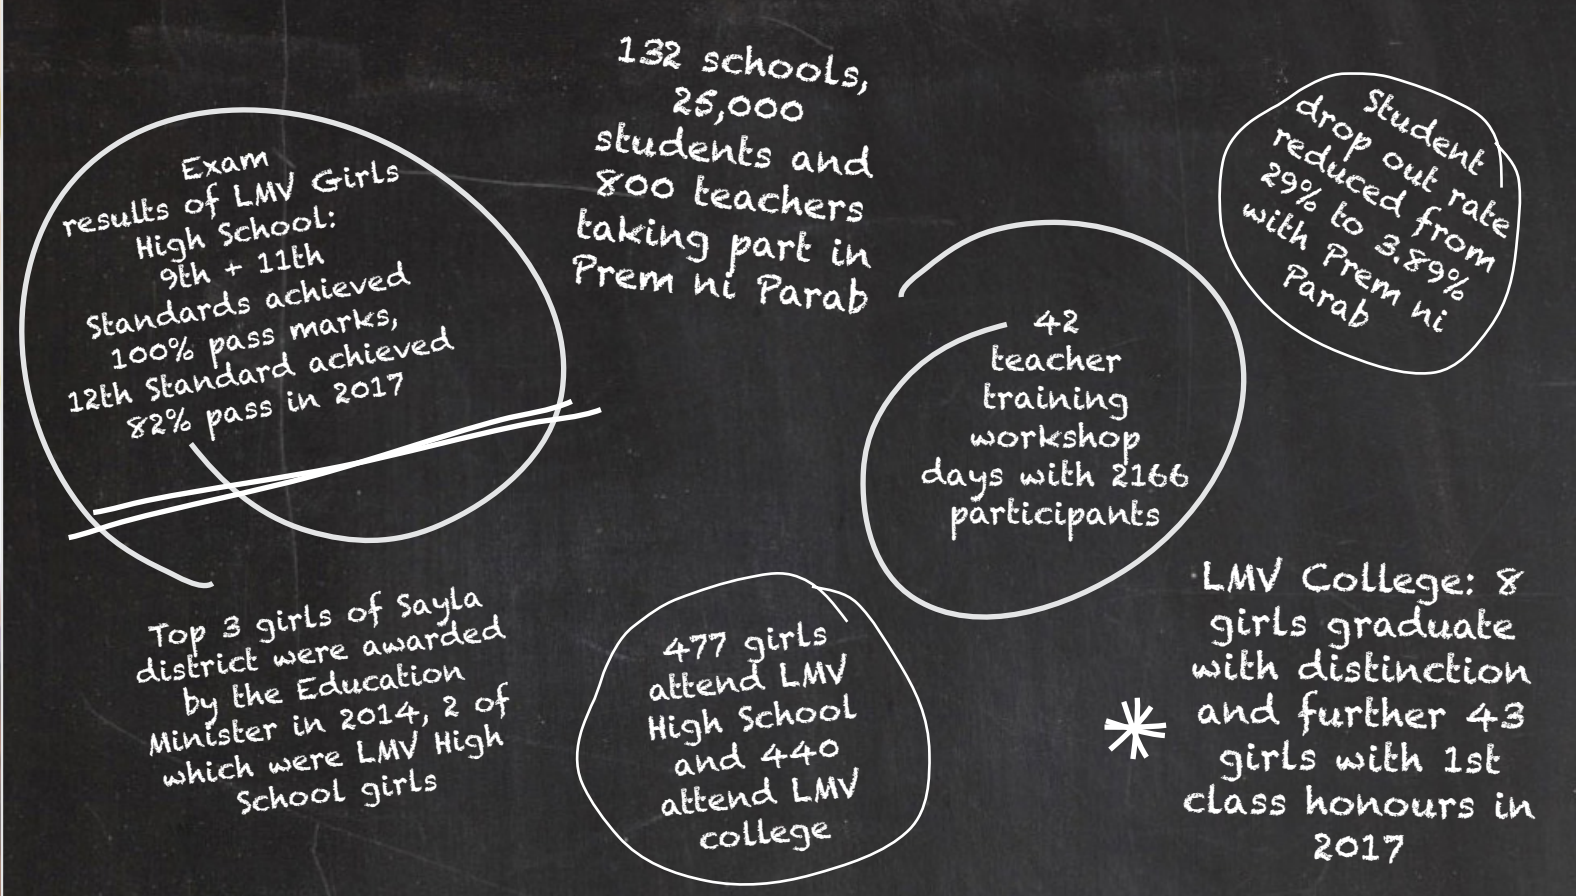 Exam
results of LMV Girls
High School:
9th + 11th
Standards achieved
100% pass marks,
12th Standard achieved
82% pass in 2017
132 schools,
25,000
students and
800 teachers
taking part in
Prem ni Parab
Student
drop out rate
reduced from
29% to 3.89%
with Prem ni
Parab
42
teacher
training
workshop
days with 2166
participants
Top 3 girls of Sayla
district were awarded
by the Education
Minister in 2014, 2 of
which were LMV High
School girls
477 girls
attend LMV
High School
and 440
attend LMV
college
LMV College: 8
girls graduate
with distinction
and further 43
girls with 1st
class honours in
2017